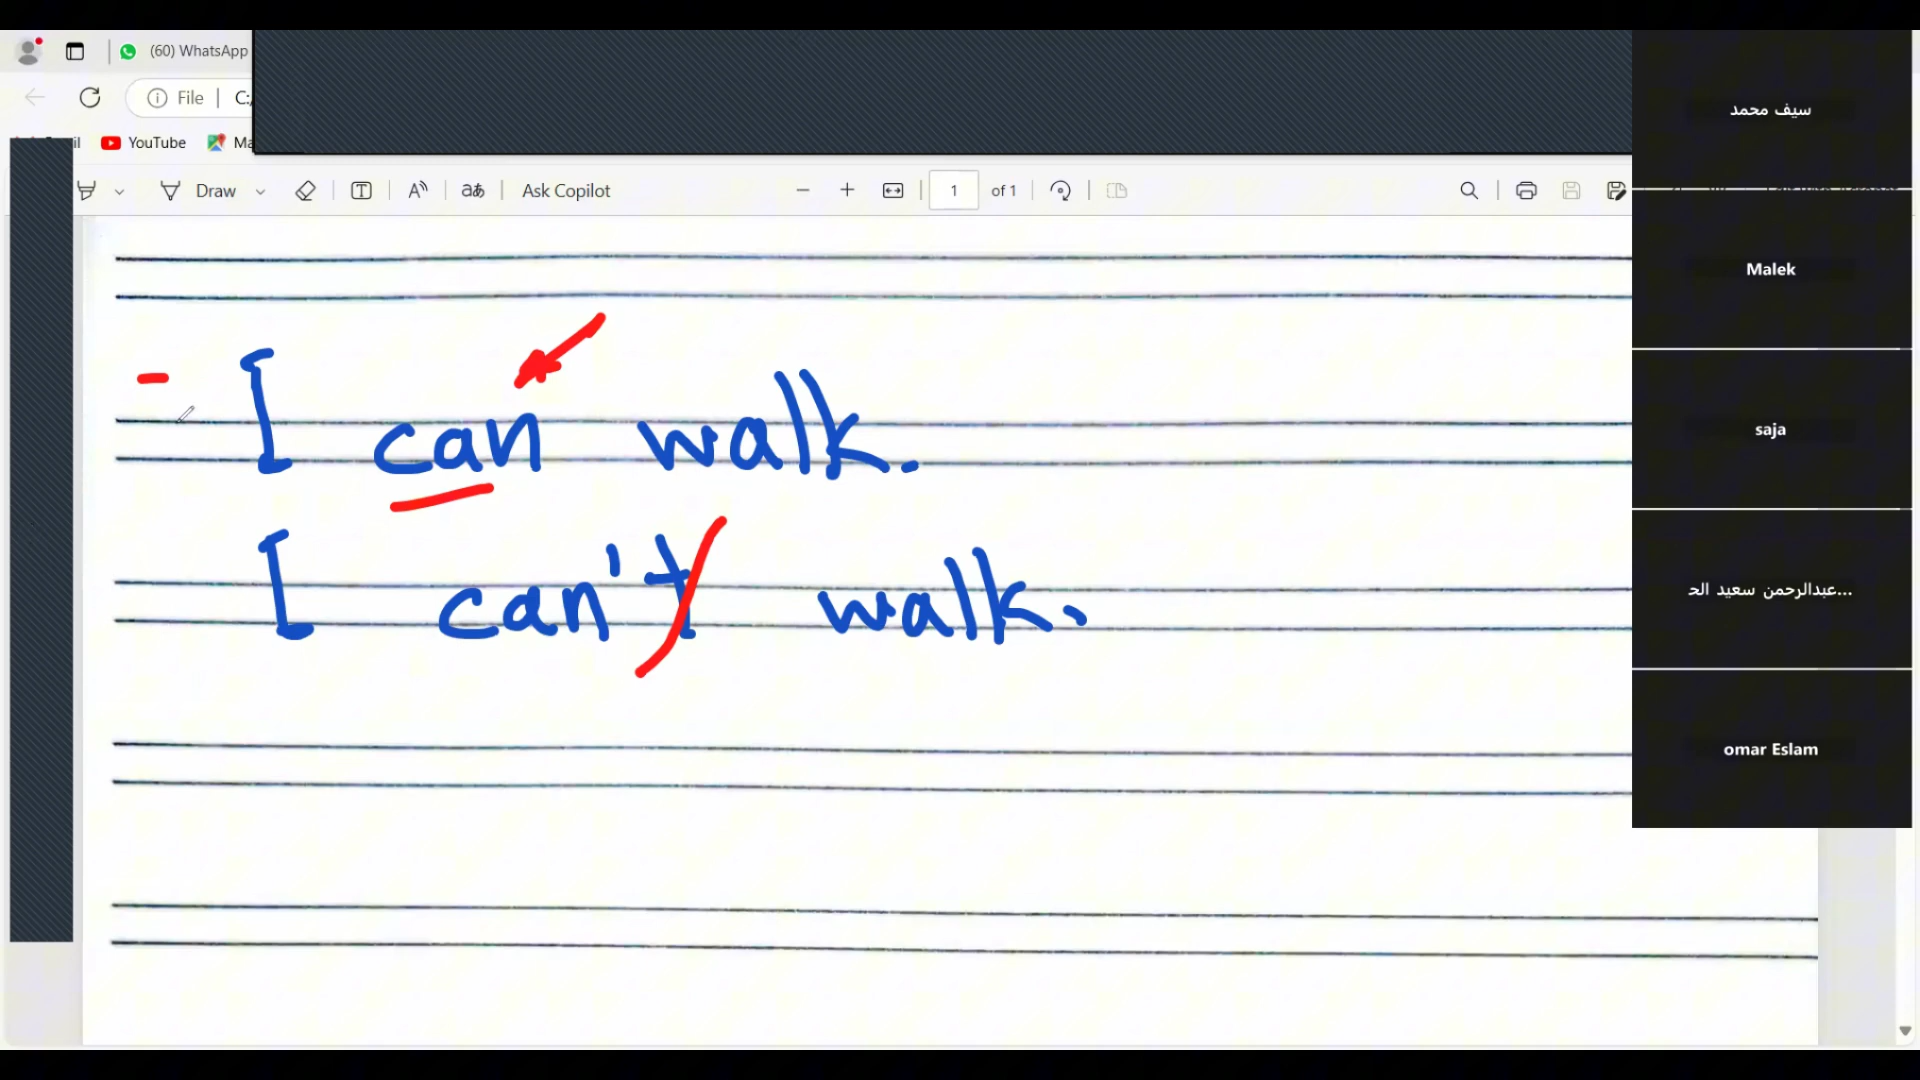 (60) WhatsApp
File
C:/
YouTube
Ma
Draw
Ask Copilot
1 of 1
I can walk.
I can't walk.
سيف محمد
Malek
saja
عبدالرحمن سعيد الح...
omar Eslam